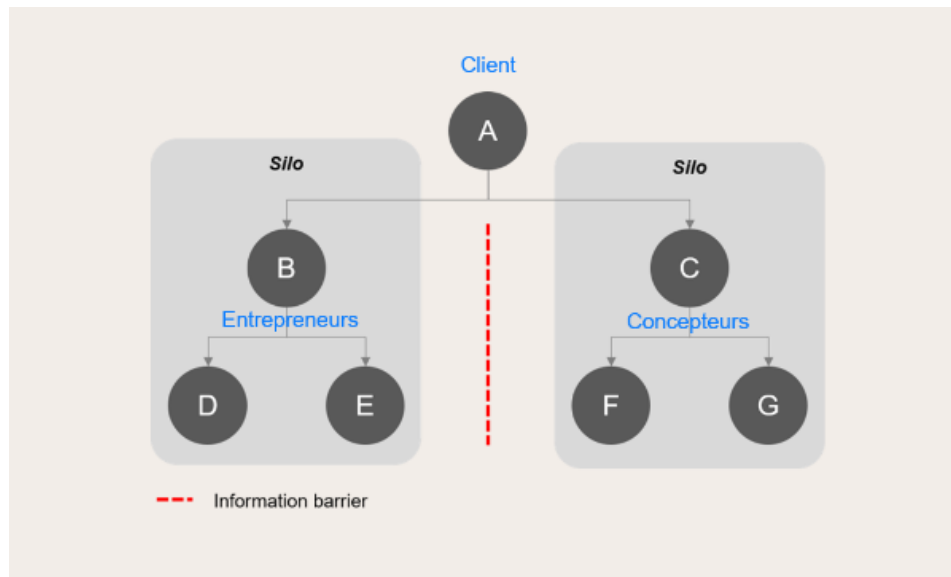 Client
A
Silo
Silo
B
C
Entrepreneurs
Concepteurs
D
E
F
G
Information barrier